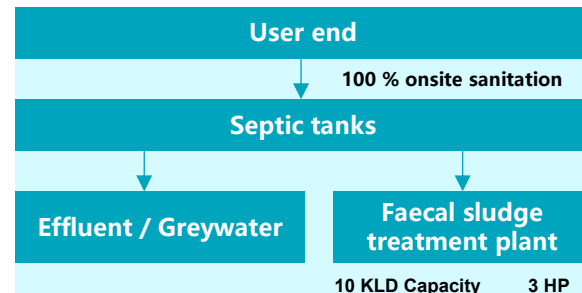 User end
100 % onsite sanitation
Septic tanks
Effluent / Greywater
Faecal sludge
treatment plant
10 KLD Capacity 3 HP